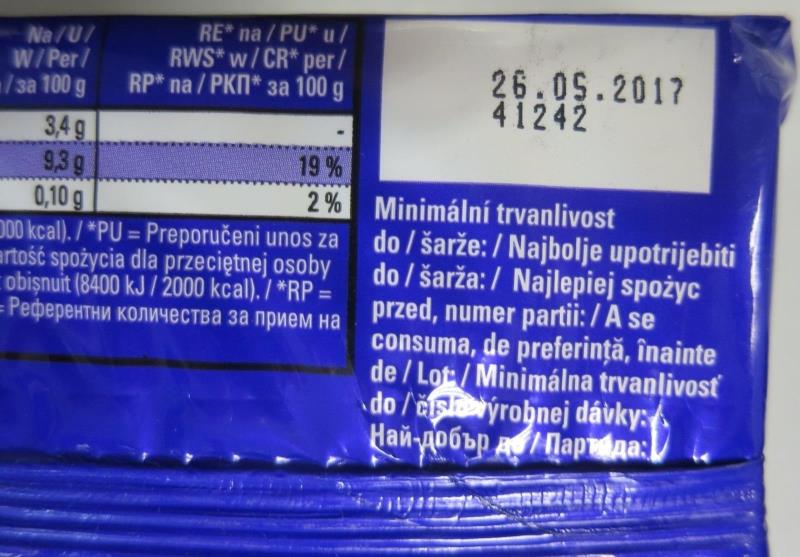 Na/U/
W/Per/
/за 100 g
RE* na / PU* u /
RWS* w / CR* per /
RP* na / РКП* за 100 g
3,4 g -
9,3 g 19 %
0,10 g 2 %
000 kcal). / *PU = Preporučeni unos za
artość spożycia dla przeciętnej osoby
obișnuit (8400 kJ / 2000 kcal). / *RP =
= Референтни количества за прием на
26.05.2017
41242
Minimální trvanlivost
do / šarže: / Najbolje upotrijebiti
do / šarža: / Najlepiej spożyc
przed, numer partii: / A se
consuma, de preferință, înainte
de / Lot: / Minimálna trvanlivosť
do / číslo výrobnej dávky:
Най-добър до / Партида: